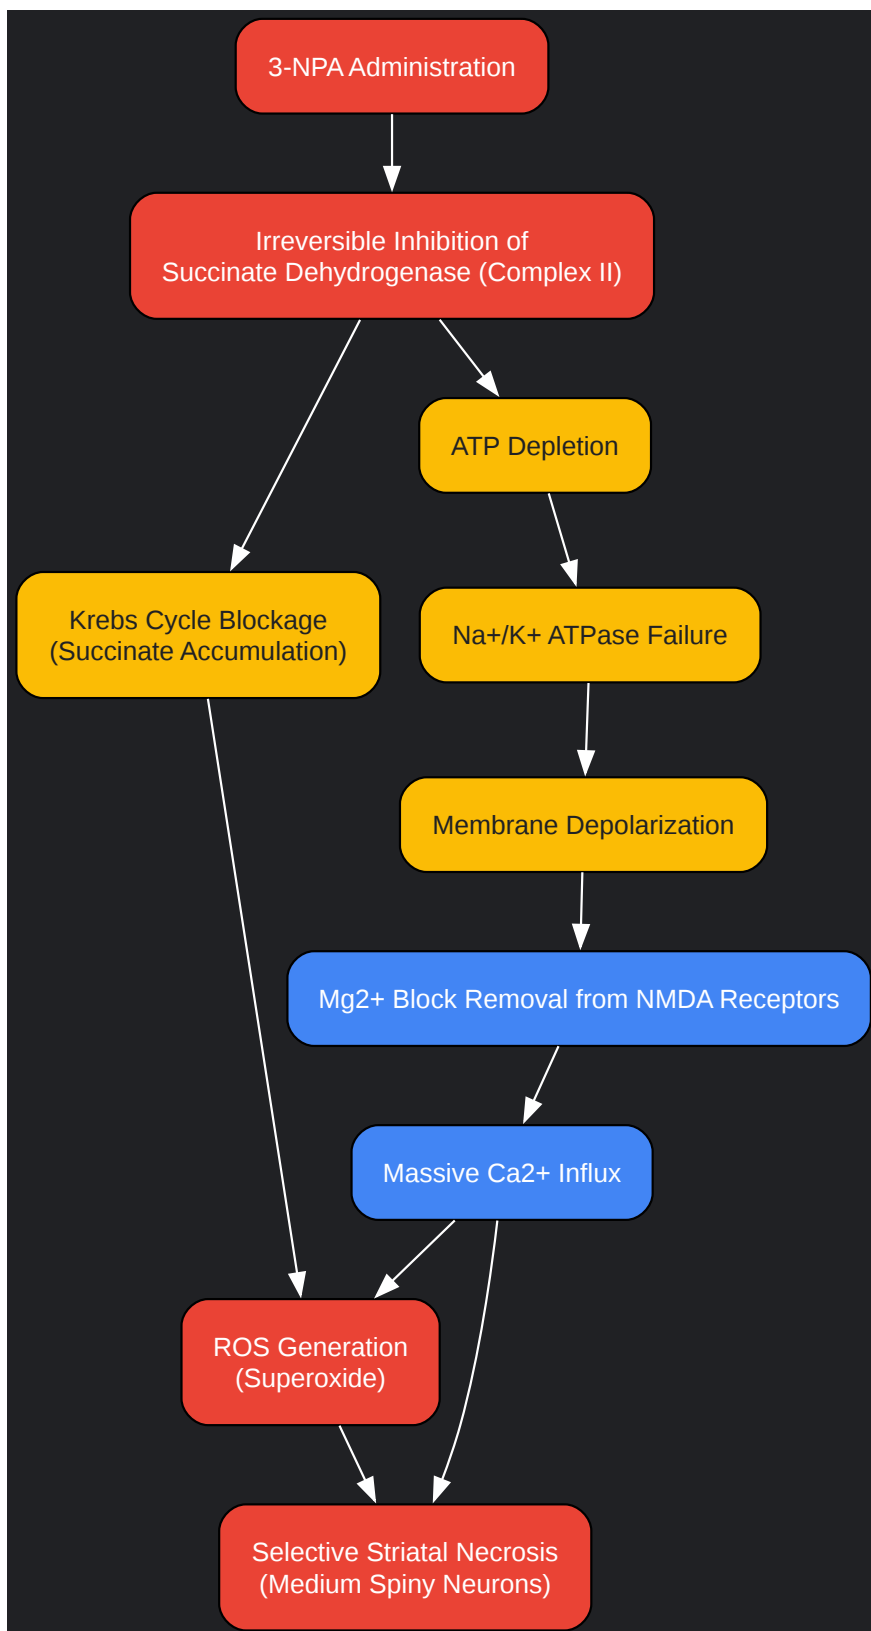 3-NPA Administration
Irreversible Inhibition of
Succinate Dehydrogenase (Complex II)
ATP Depletion
Krebs Cycle Blockage
(Succinate Accumulation)
Na+/K+ ATPase Failure
Membrane Depolarization
Mg2+ Block Removal from NMDA Receptors
Massive Ca2+ Influx
ROS Generation
(Superoxide)
Selective Striatal Necrosis
(Medium Spiny Neurons)